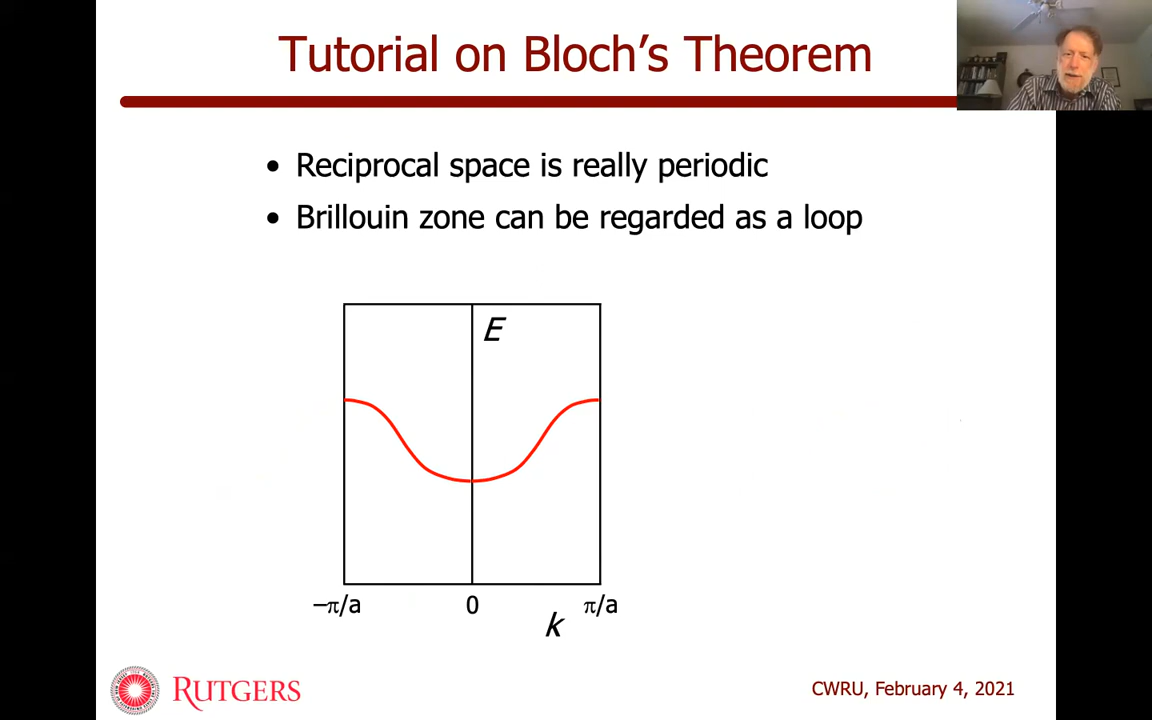 Tutorial on Bloch's Theorem
• Reciprocal space is really periodic
• Brillouin zone can be regarded as a loop
E
–π/a
0
k
π/a
RUTGERS
CWRU, February 4, 2021